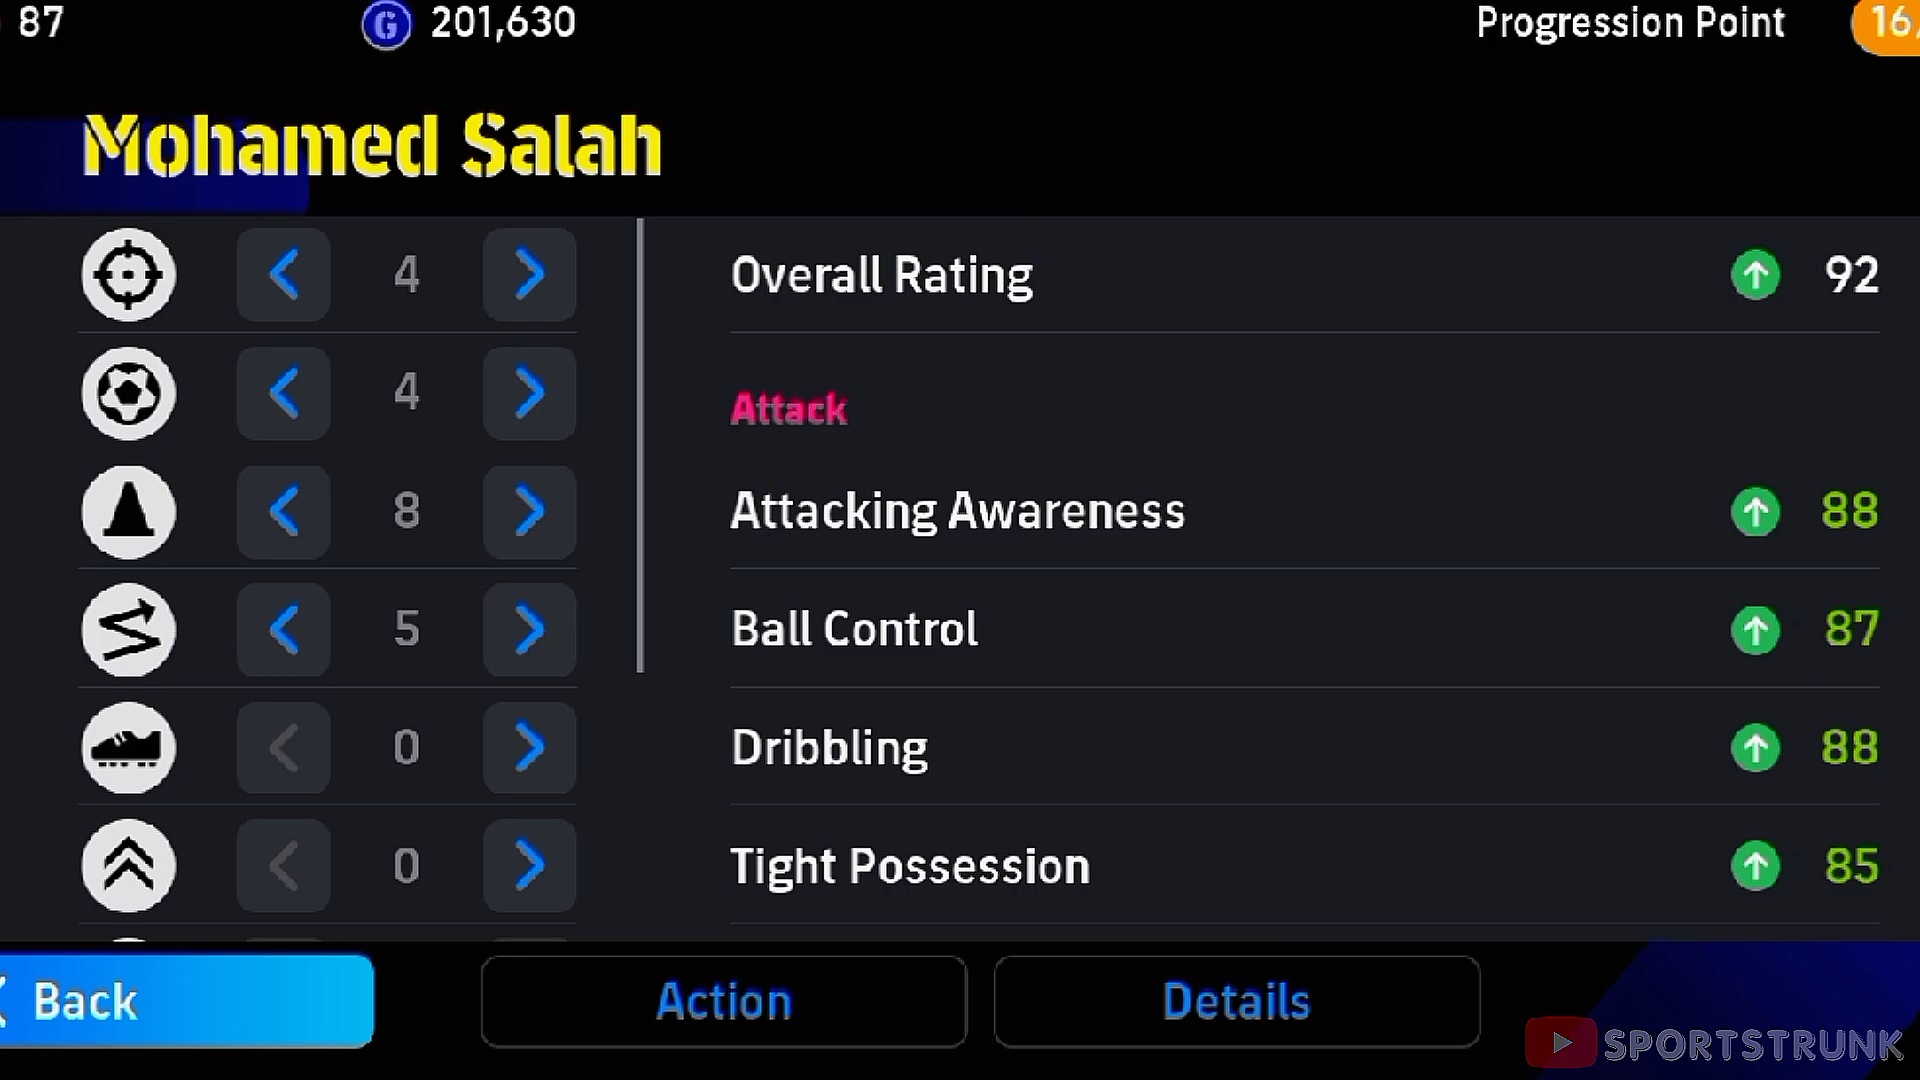 87
G 201,630
Progression Point
16
Mohamed Salah
4
Overall Rating 92
4
Attack
8
Attacking Awareness 88
5
Ball Control 87
0
Dribbling 88
0
Tight Possession 85
Back
Action
Details
SPORTSTRUNK